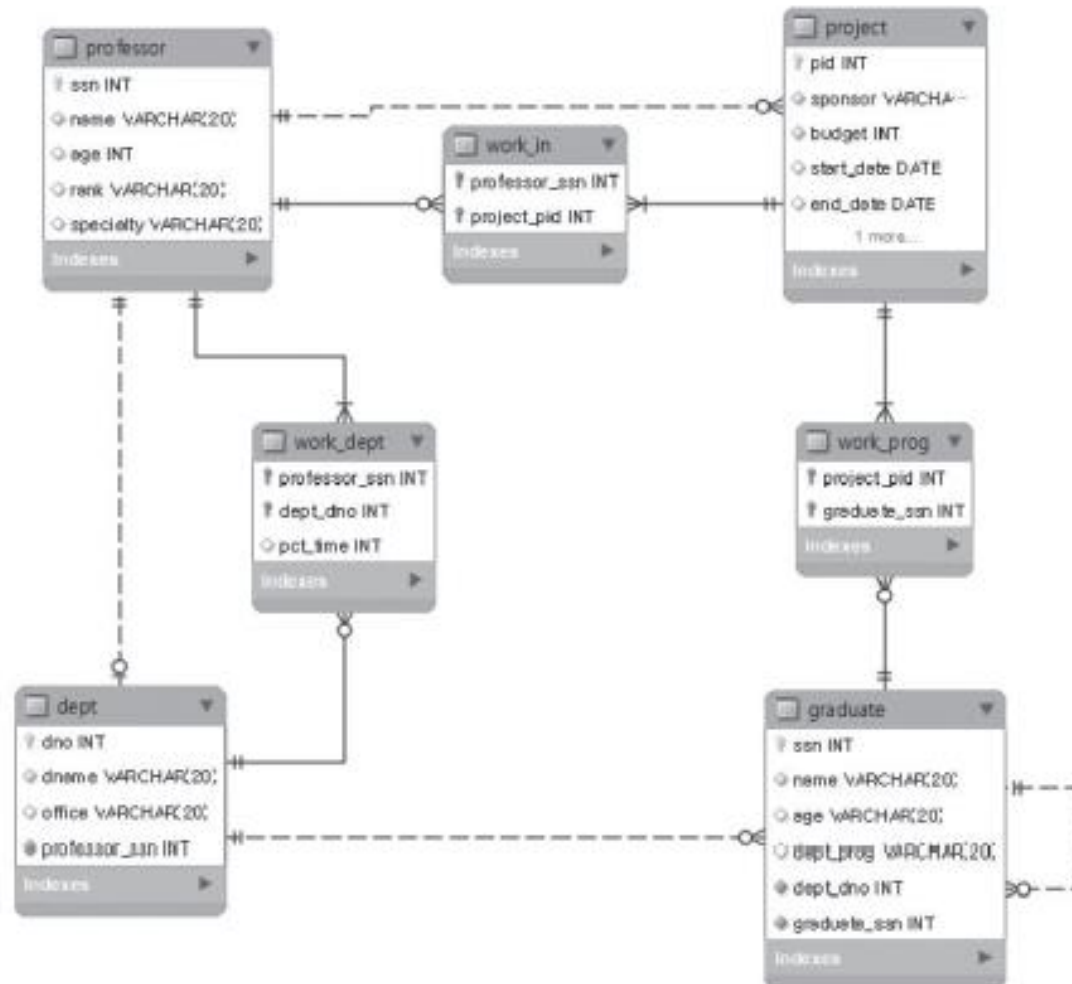 professor
ssn INT
name VARCHAR(20)
age INT
rank VARCHAR(20)
specialty VARCHAR(20)
Indexes
project
pid INT
sponsor VARCHA...
budget INT
start_date DATE
end_date DATE
1 more...
Indexes
work_in
professor_ssn INT
project_pid INT
Indexes
work_dept
professor_ssn INT
dept_dno INT
pct_time INT
Indexes
work_prog
project_pid INT
graduate_ssn INT
Indexes
dept
dno INT
dname VARCHAR(20)
office VARCHAR(20)
professor_ssn INT
Indexes
graduate
ssn INT
name VARCHAR(20)
age VARCHAR(20)
dept_prog VARCHAR(20)
dept_dno INT
graduate_ssn INT
Indexes